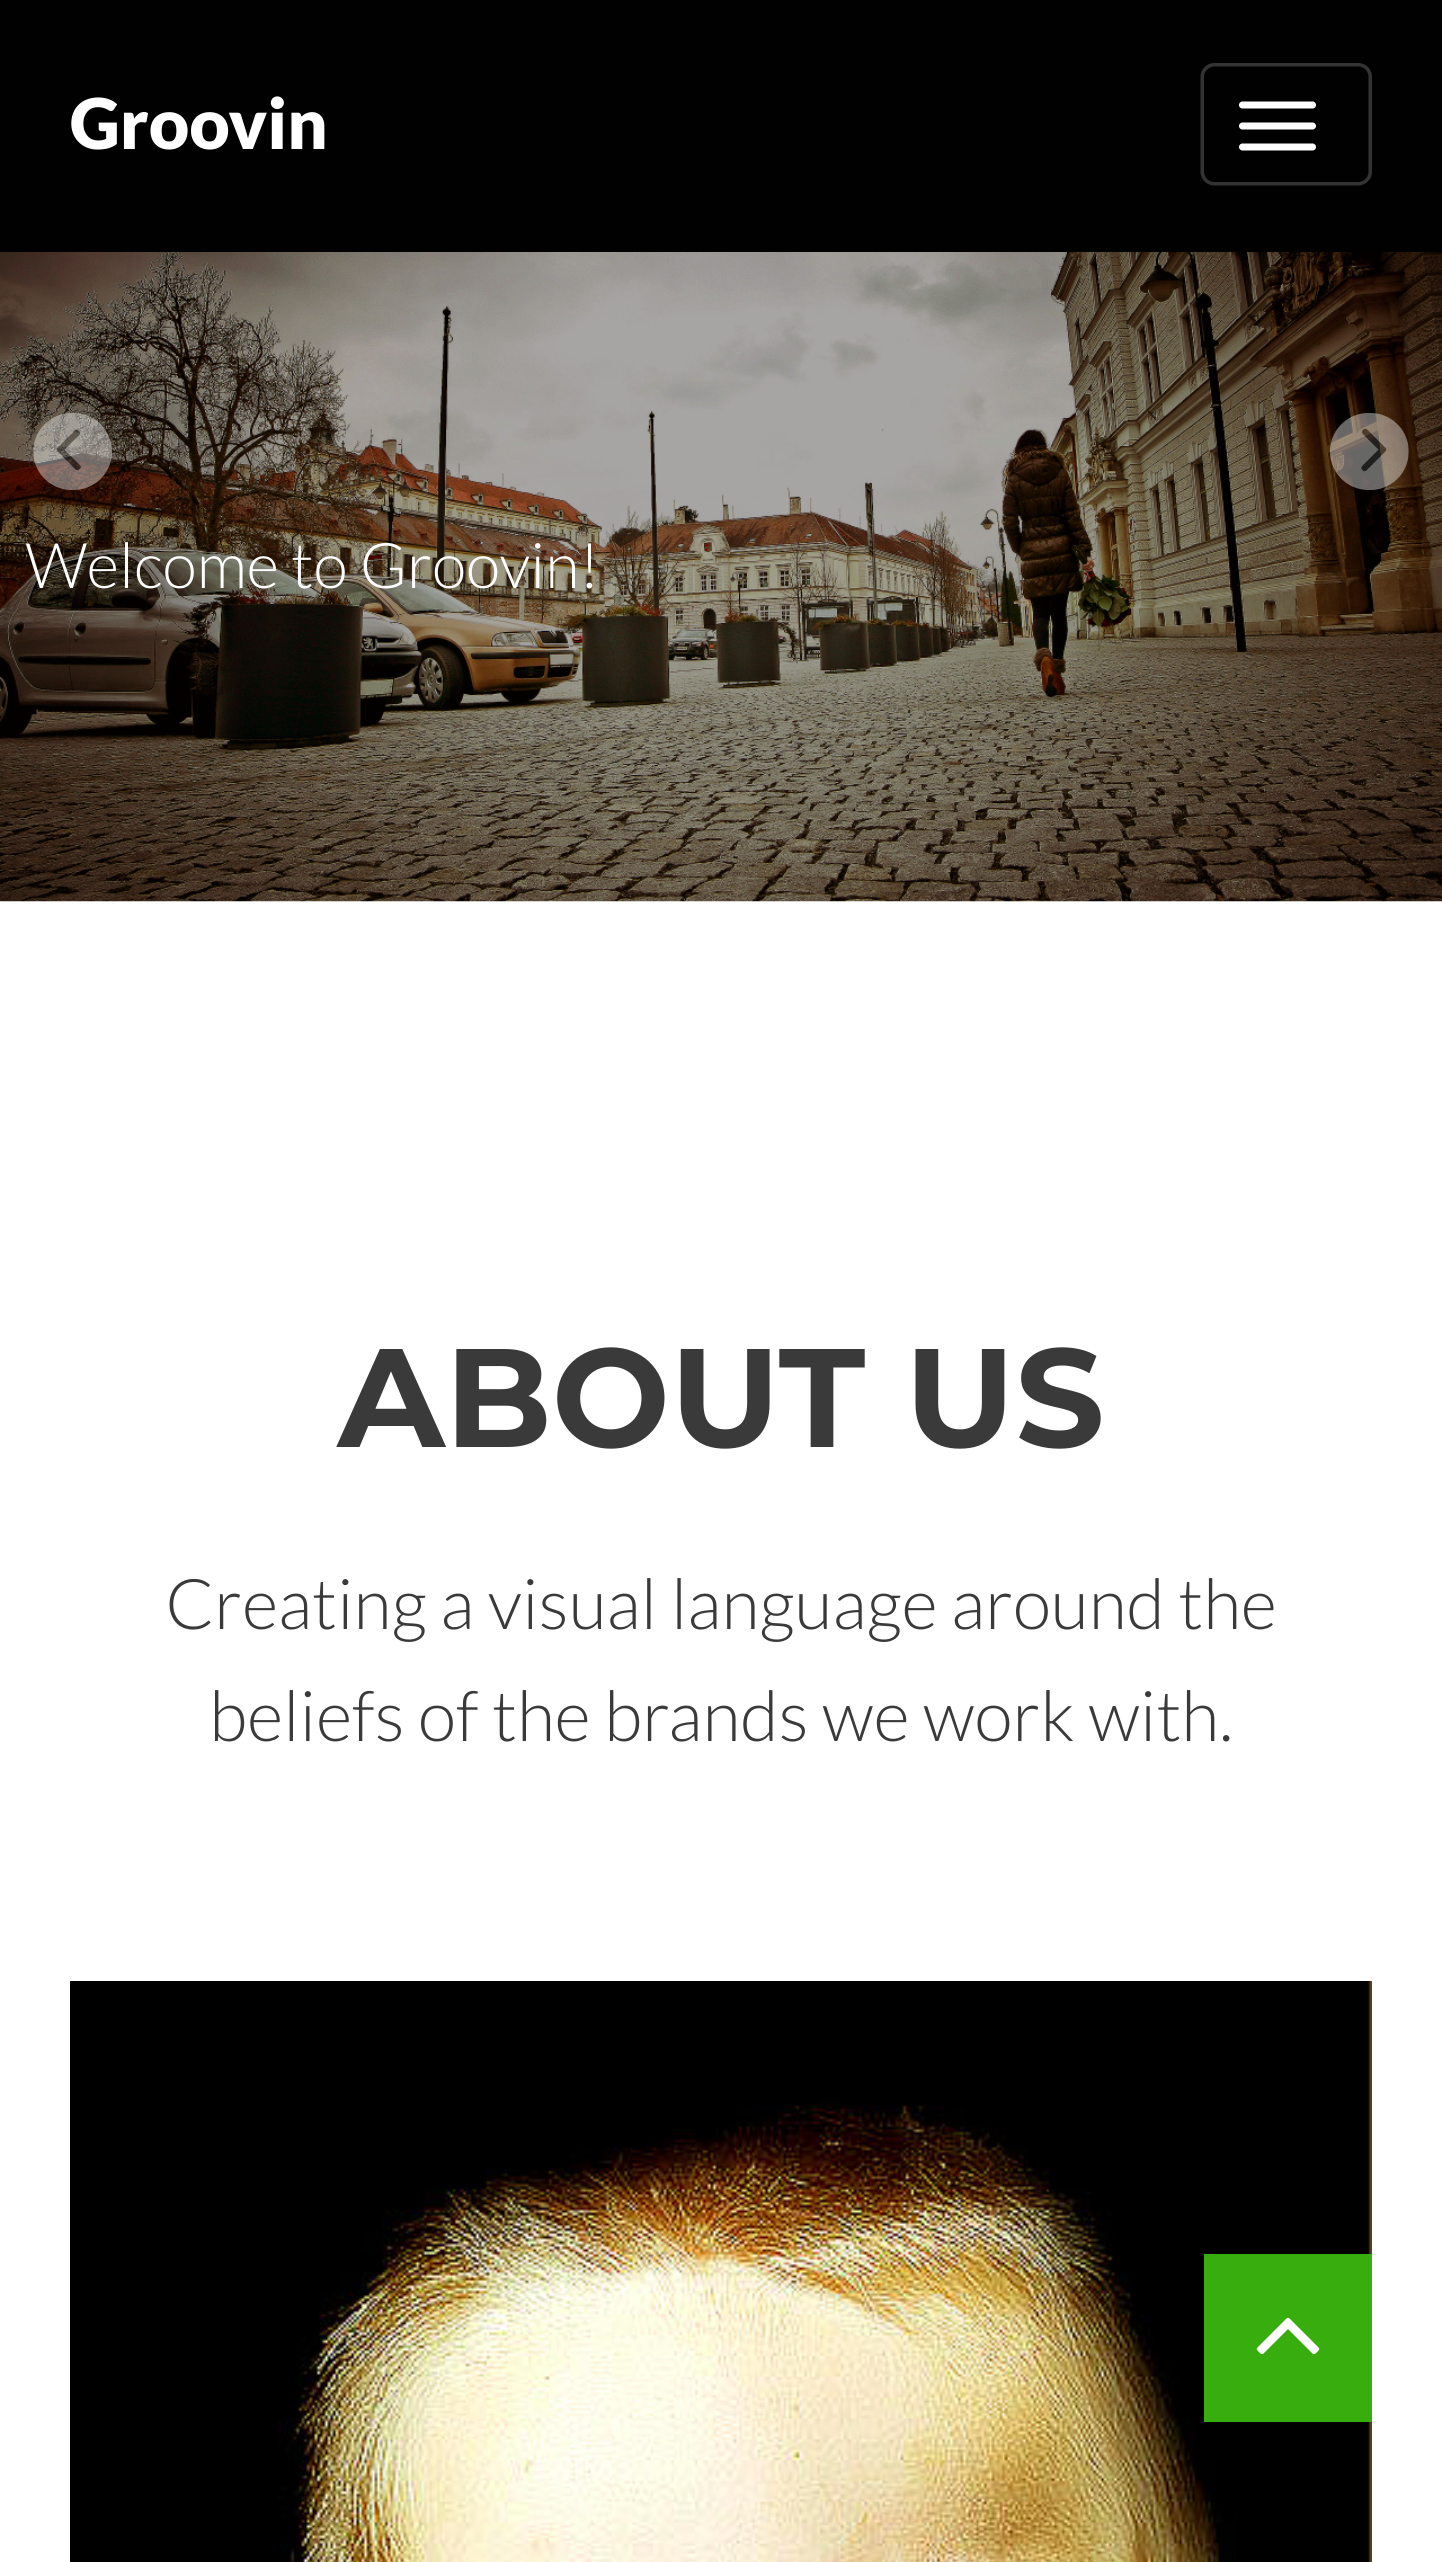 Groovin
Welcome to Groovin!
ABOUT US
Creating a visual language around the
beliefs of the brands we work with.